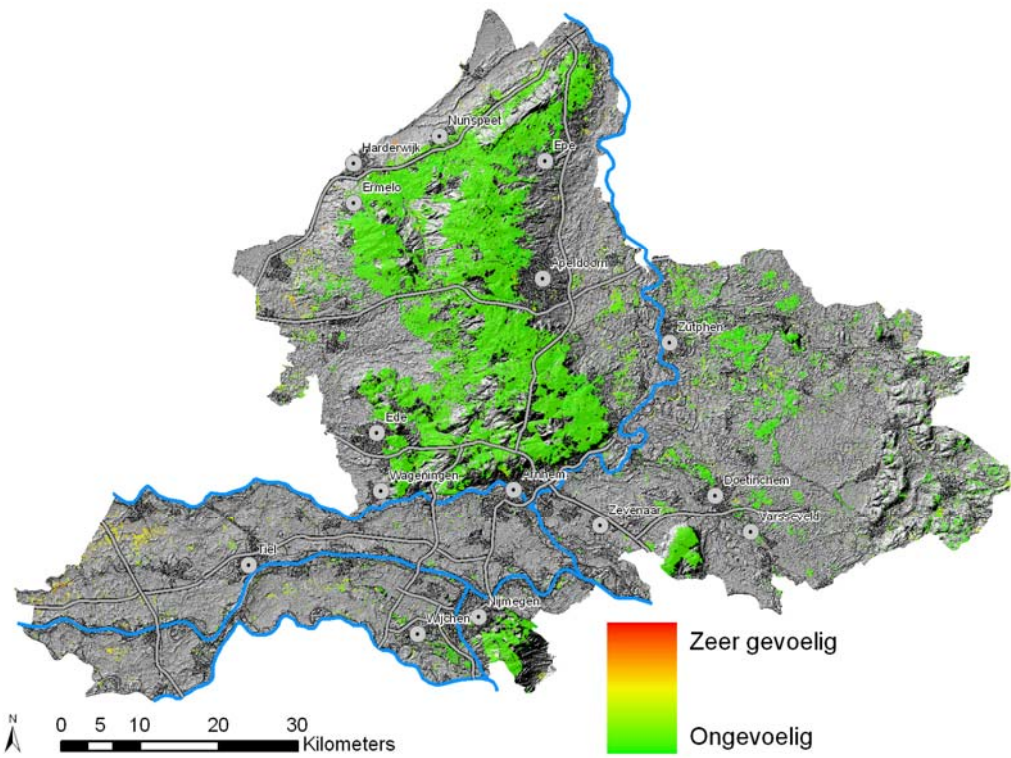 Nunspeet
Harderwijk
Epe
Ermelo
Apeldoorn
Zutphen
Ede
Wageningen
Arnhem
Doetinchem
Zevenaar
Varsseveld
Tiel
Nijmegen
Wijchen
Zeer gevoelig
Ongevoelig
N
0 5 10 20 30
Kilometers